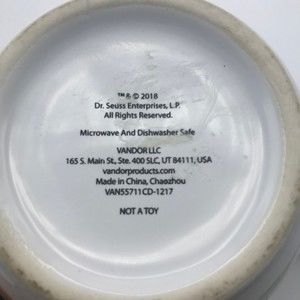 ™& © 2018
Dr. Seuss Enterprises, L.P.
All Rights Reserved.
Microwave And Dishwasher Safe
VANDOR LLC
165 S. Main St., Ste. 400 SLC, UT 84111, USA
vandorproducts.com
Made in China, Chaozhou
VAN55711CD-1217
NOT A TOY